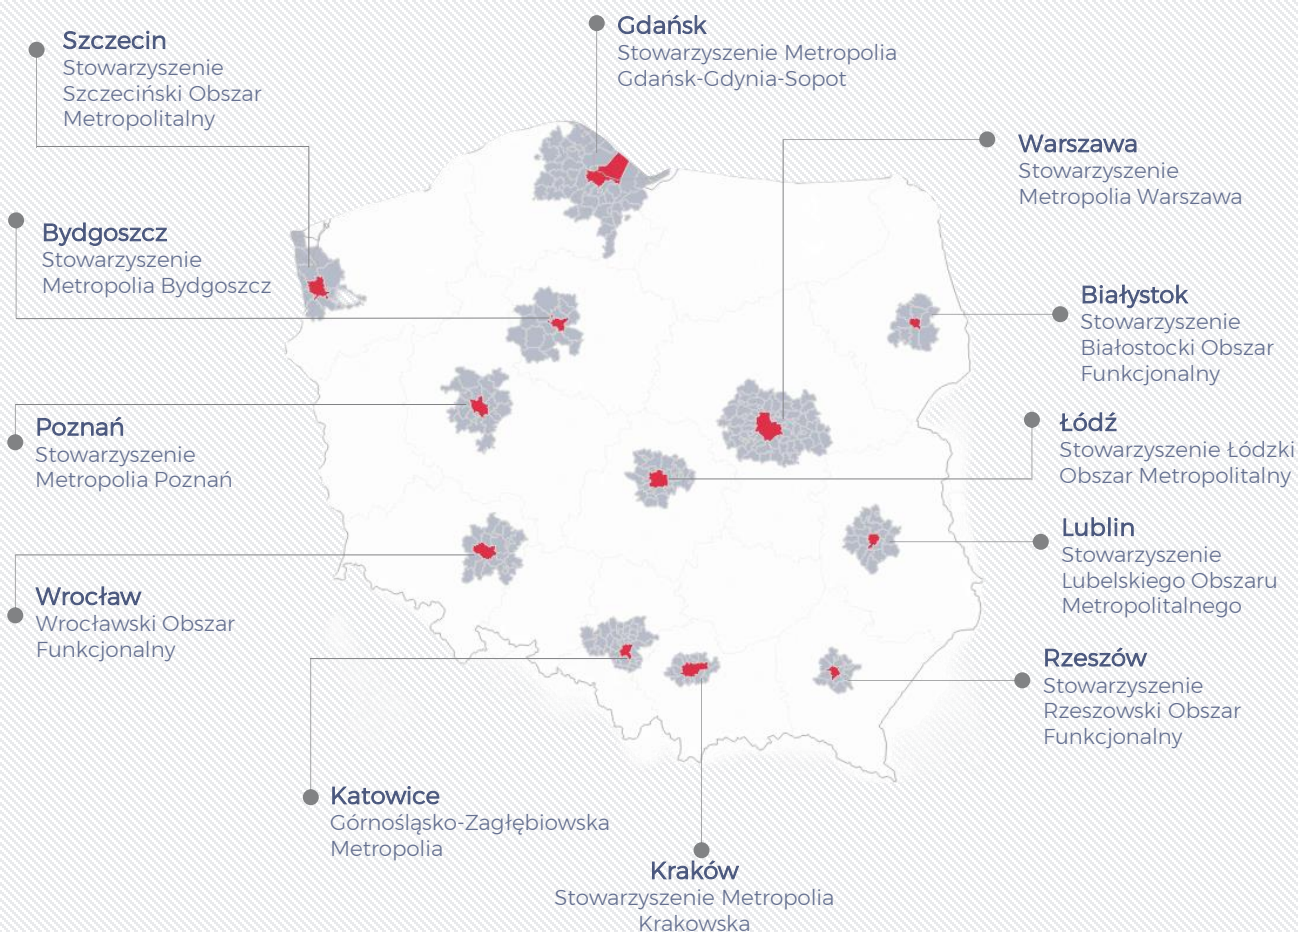 Szczecin
Stowarzyszenie
Szczeciński Obszar
Metropolitalny
Gdańsk
Stowarzyszenie Metropolia
Gdańsk-Gdynia-Sopot
Warszawa
Stowarzyszenie
Metropolia Warszawa
Bydgoszcz
Stowarzyszenie
Metropolia Bydgoszcz
Białystok
Stowarzyszenie
Białostocki Obszar
Funkcjonalny
Poznań
Stowarzyszenie
Metropolia Poznań
Łódź
Stowarzyszenie Łódzki
Obszar Metropolitalny
Lublin
Stowarzyszenie
Lubelskiego Obszaru
Metropolitalnego
Wrocław
Wrocławski Obszar
Funkcjonalny
Rzeszów
Stowarzyszenie
Rzeszowski Obszar
Funkcjonalny
Katowice
Górnośląsko-Zagłębiowska
Metropolia
Kraków
Stowarzyszenie Metropolia
Krakowska